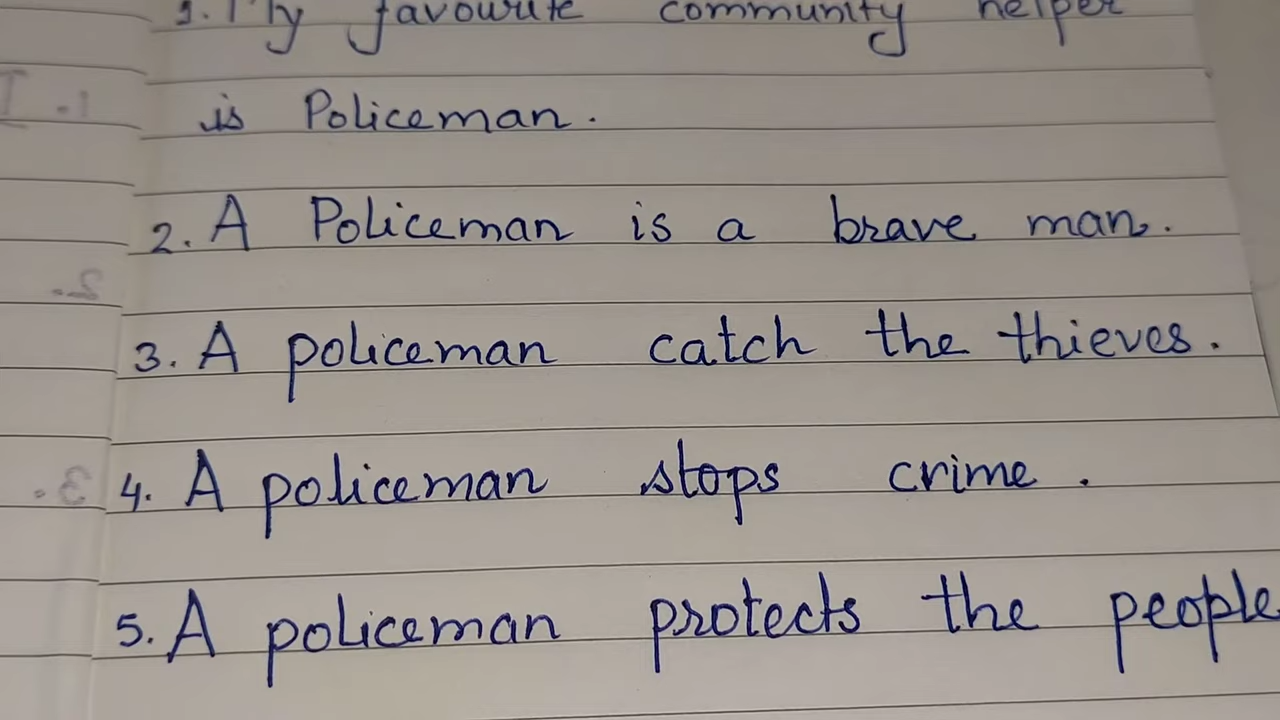 1. My favourite community helper
is Policeman.
2. A Policeman is a brave man.
3. A policeman catch the thieves.
4. A policeman stops crime.
5. A policeman protects the people